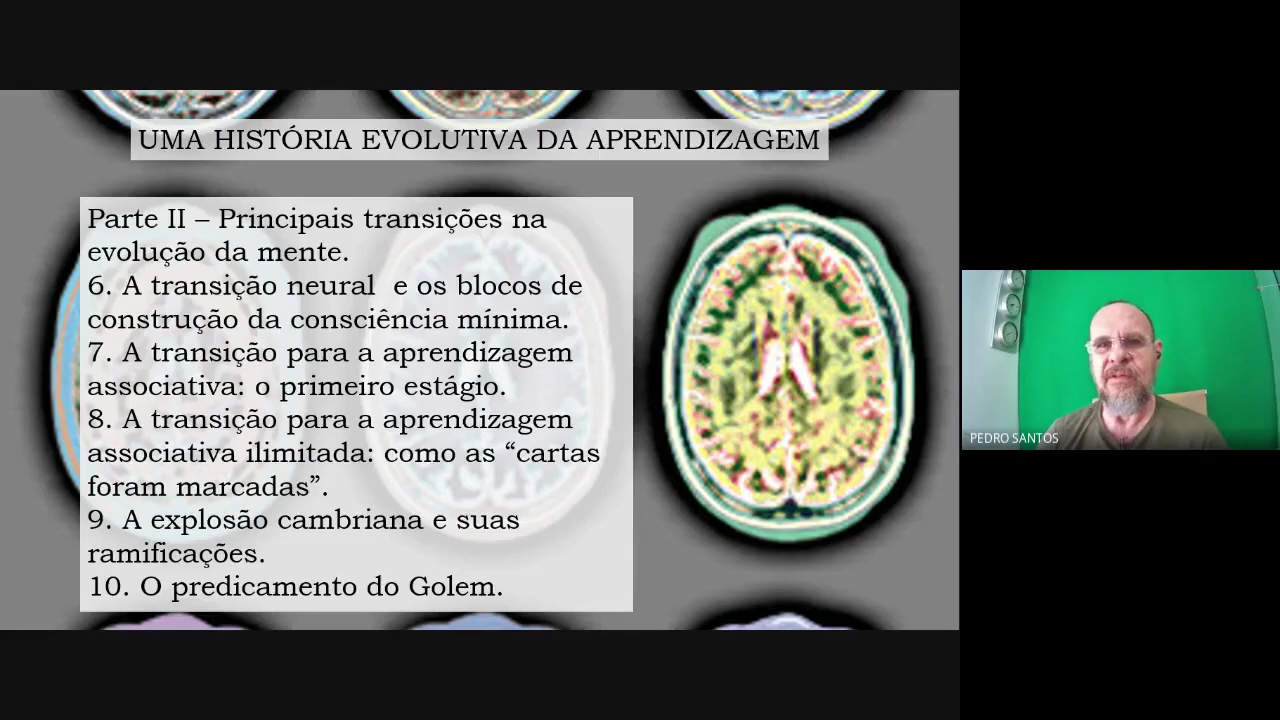 UMA HISTÓRIA EVOLUTIVA DA APRENDIZAGEM
Parte II – Principais transições na
evolução da mente.
6. A transição neural  e os blocos de
construção da consciência mínima.
7. A transição para a aprendizagem
associativa: o primeiro estágio.
8. A transição para a aprendizagem
associativa ilimitada: como as “cartas
foram marcadas”.
9. A explosão cambriana e suas
ramificações.
10. O predicamento do Golem.
PEDRO SANTOS